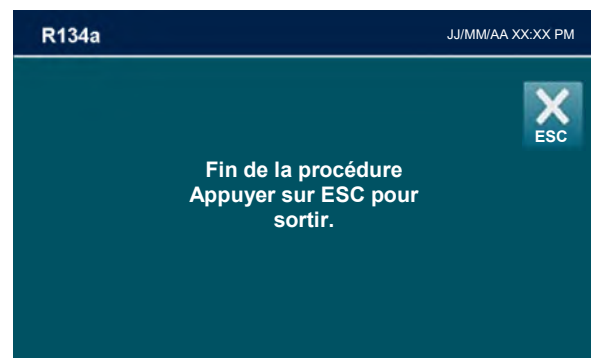 R134a
JJ/MM/AA XX:XX PM
ESC
Fin de la procédure
Appuyer sur ESC pour
sortir.